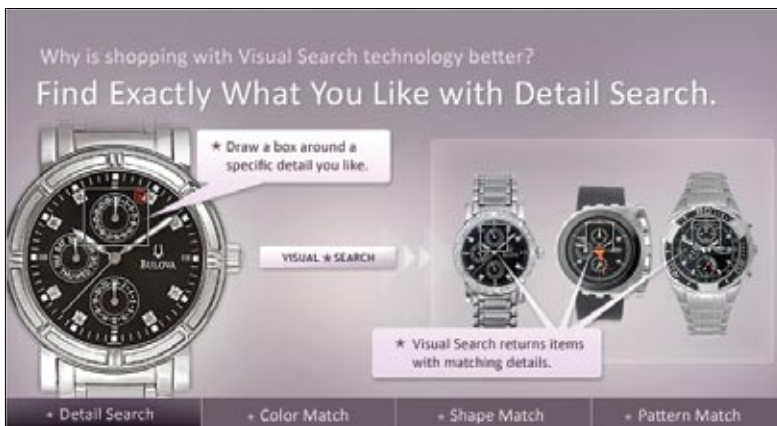 Why is shopping with Visual Search technology better?
Find Exactly What You Like with Detail Search.
★ Draw a box around a
specific detail you like.
BULOVA
VISUAL ★ SEARCH
★ Visual Search returns items
with matching details.
★ Detail Search
★ Color Match
★ Shape Match
★ Pattern Match